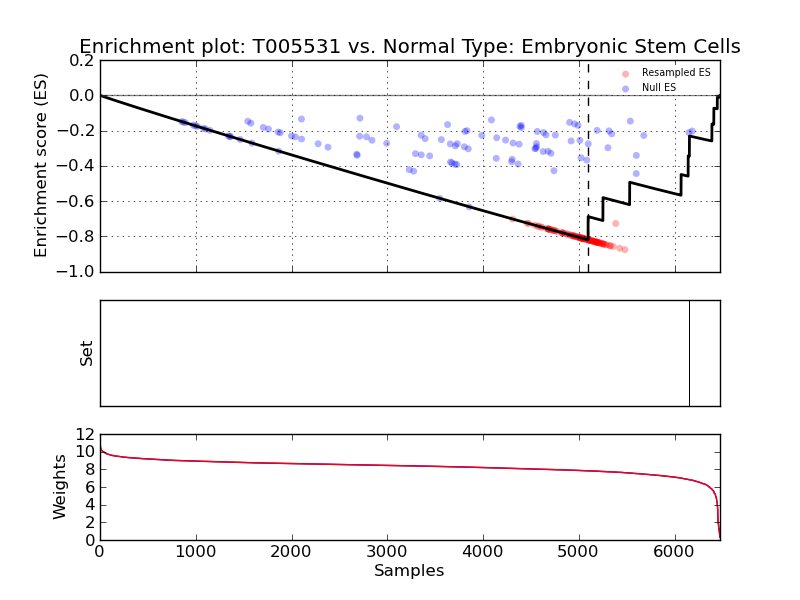 Enrichment plot: T005531 vs. Normal Type: Embryonic Stem Cells
0.2
0.0
−0.2
−0.4
−0.6
−0.8
−1.0
Enrichment score (ES)
Resampled ES
Null ES
Set
12
10
8
6
4
2
0
Weights
0 1000 2000 3000 4000 5000 6000
Samples